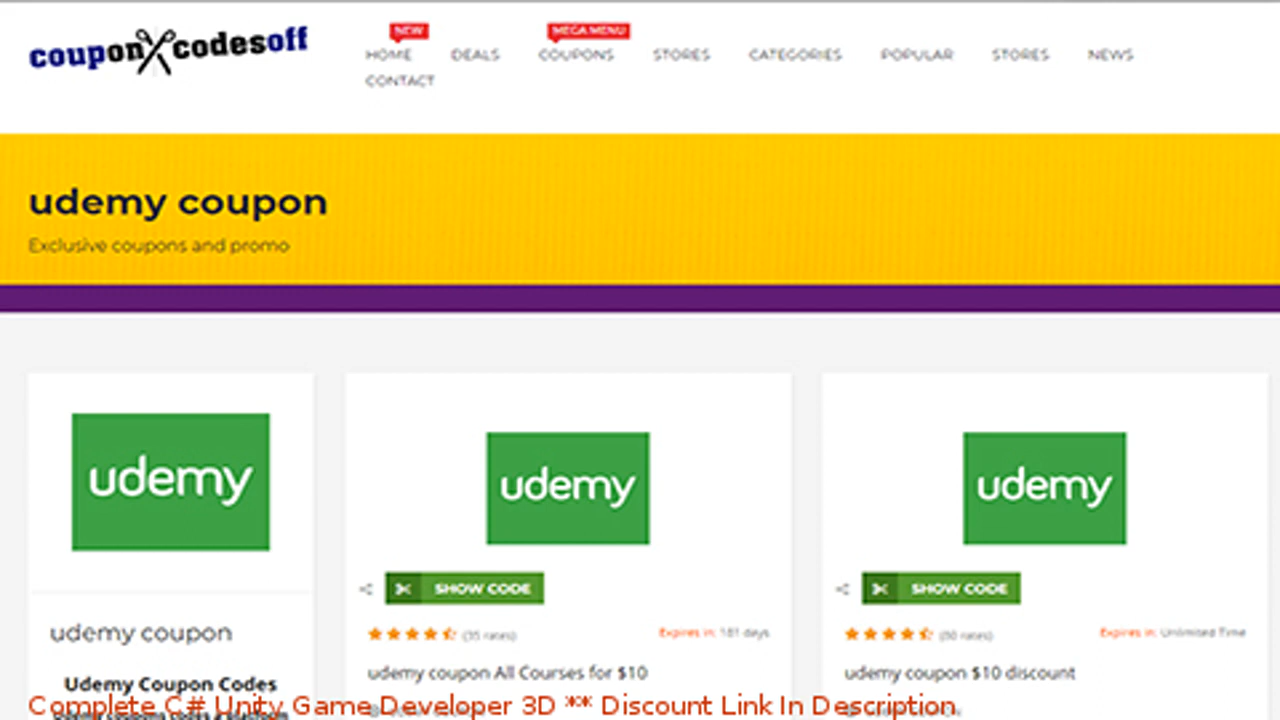 couponXcodesoff
NEW
MEGA MENU
HOME DEALS COUPONS STORES CATEGORIES POPULAR STORES NEWS
CONTACT
udemy coupon
Exclusive coupons and promo
udemy
udemy
udemy
SHOW CODE
SHOW CODE
(35 rates)
Expires in: 181 days
(80 rates)
Expires in: Unlimited Time
udemy coupon
udemy coupon All Courses for $10
udemy coupon $10 discount
Udemy Coupon Codes
Complete C# Unity Game Developer 3D ** Discount Link In Description